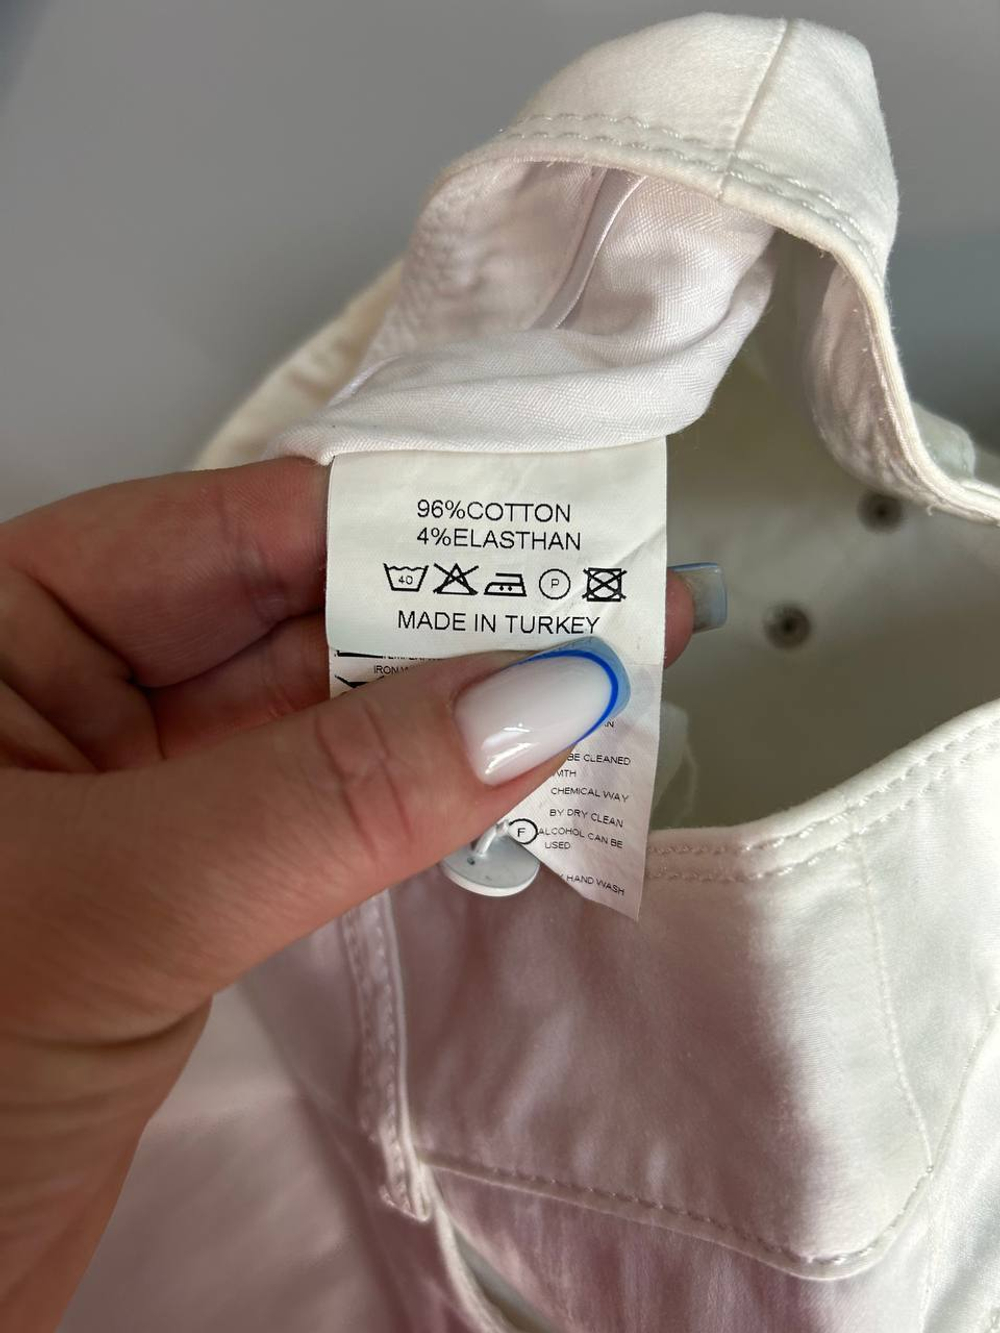 96%COTTON
4%ELASTHAN
40
P
MADE IN TURKEY
IRON
BE CLEANED
CHEMICAL WAY
BY DRY CLEAN
F
ALCOHOL CAN BE
USED
HAND WASH